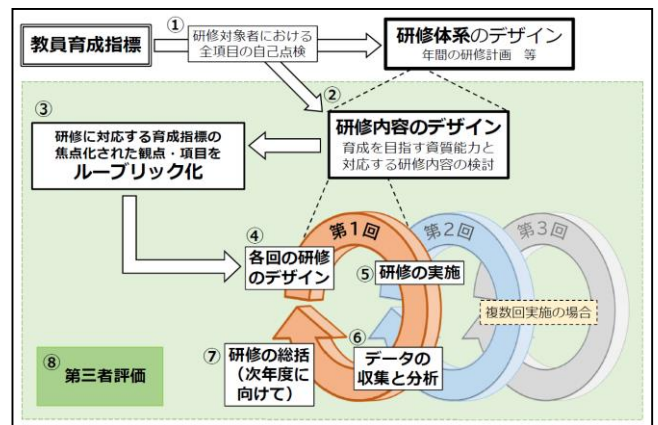 ①
教員育成指標
研修対象者における
全項目の自己点検
研修体系のデザイン
年間の研修計画 等
②
研修内容のデザイン
育成を目指す資質能力と
対応する研修内容の検討
③
研修に対応する育成指標の
焦点化された観点・項目を
ルーブリック化
第1回
第2回
第3回
④
各回の研修
のデザイン
⑤ 研修の実施
複数回実施の場合
⑥
データの
収集と分析
⑦ 研修の総括
(次年度に
向けて)
⑧
第三者評価